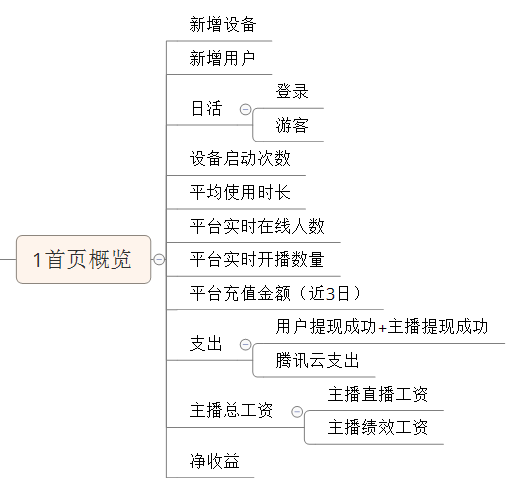 1首页概览
新增设备
新增用户
日活
登录
游客
设备启动次数
平均使用时长
平台实时在线人数
平台实时开播数量
平台充值金额（近3日）
支出
用户提现成功+主播提现成功
腾讯云支出
主播总工资
主播直播工资
主播绩效工资
净收益